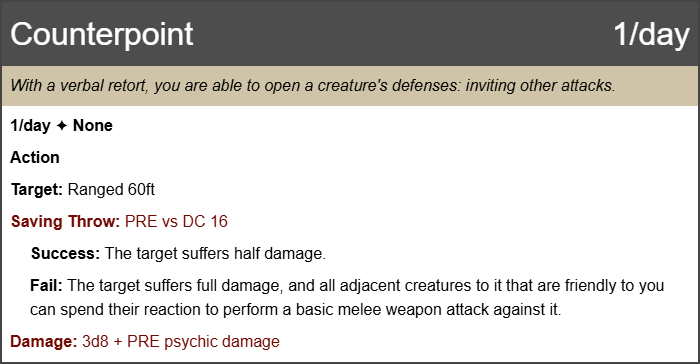 Counterpoint 1/day
With a verbal retort, you are able to open a creature's defenses: inviting other attacks.
1/day ✦ None
Action
Target: Ranged 60ft
Saving Throw: PRE vs DC 16
Success: The target suffers half damage.
Fail: The target suffers full damage, and all adjacent creatures to it that are friendly to you
can spend their reaction to perform a basic melee weapon attack against it.
Damage: 3d8 + PRE psychic damage